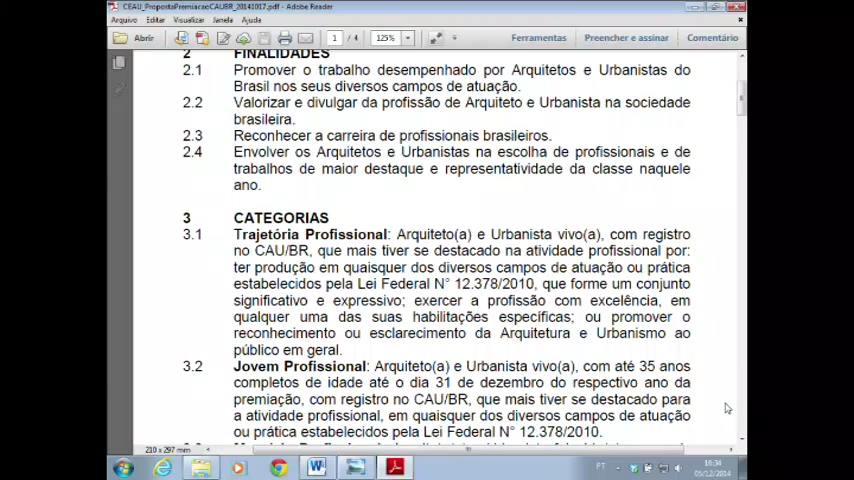 CEAU_PropostaPremiacaoCAUBR_20141017.pdf - Adobe Reader
Arquivo Editar Visualizar Janela Ajuda
Abrir 1 / 4 125% Ferramentas Preencher e assinar Comentário
2 FINALIDADES
2.1 Promover o trabalho desempenhado por Arquitetos e Urbanistas do
Brasil nos seus diversos campos de atuação.
2.2 Valorizar e divulgar da profissão de Arquiteto e Urbanista na sociedade
brasileira.
2.3 Reconhecer a carreira de profissionais brasileiros.
2.4 Envolver os Arquitetos e Urbanistas na escolha de profissionais e de
trabalhos de maior destaque e representatividade da classe naquele
ano.
3 CATEGORIAS
3.1 Trajetória Profissional: Arquiteto(a) e Urbanista vivo(a), com registro
no CAU/BR, que mais tiver se destacado na atividade profissional por:
ter produção em quaisquer dos diversos campos de atuação ou prática
estabelecidos pela Lei Federal N° 12.378/2010, que forme um conjunto
significativo e expressivo; exercer a profissão com excelência, em
qualquer uma das suas habilitações específicas; ou promover o
reconhecimento ou esclarecimento da Arquitetura e Urbanismo ao
público em geral.
3.2 Jovem Profissional: Arquiteto(a) e Urbanista vivo(a), com até 35 anos
completos de idade até o dia 31 de dezembro do respectivo ano da
premiação, com registro no CAU/BR, que mais tiver se destacado para
a atividade profissional, em quaisquer dos diversos campos de atuação
ou prática estabelecidos pela Lei Federal N° 12.378/2010.
210 x 297 mm
PT 16:34
05/12/2014